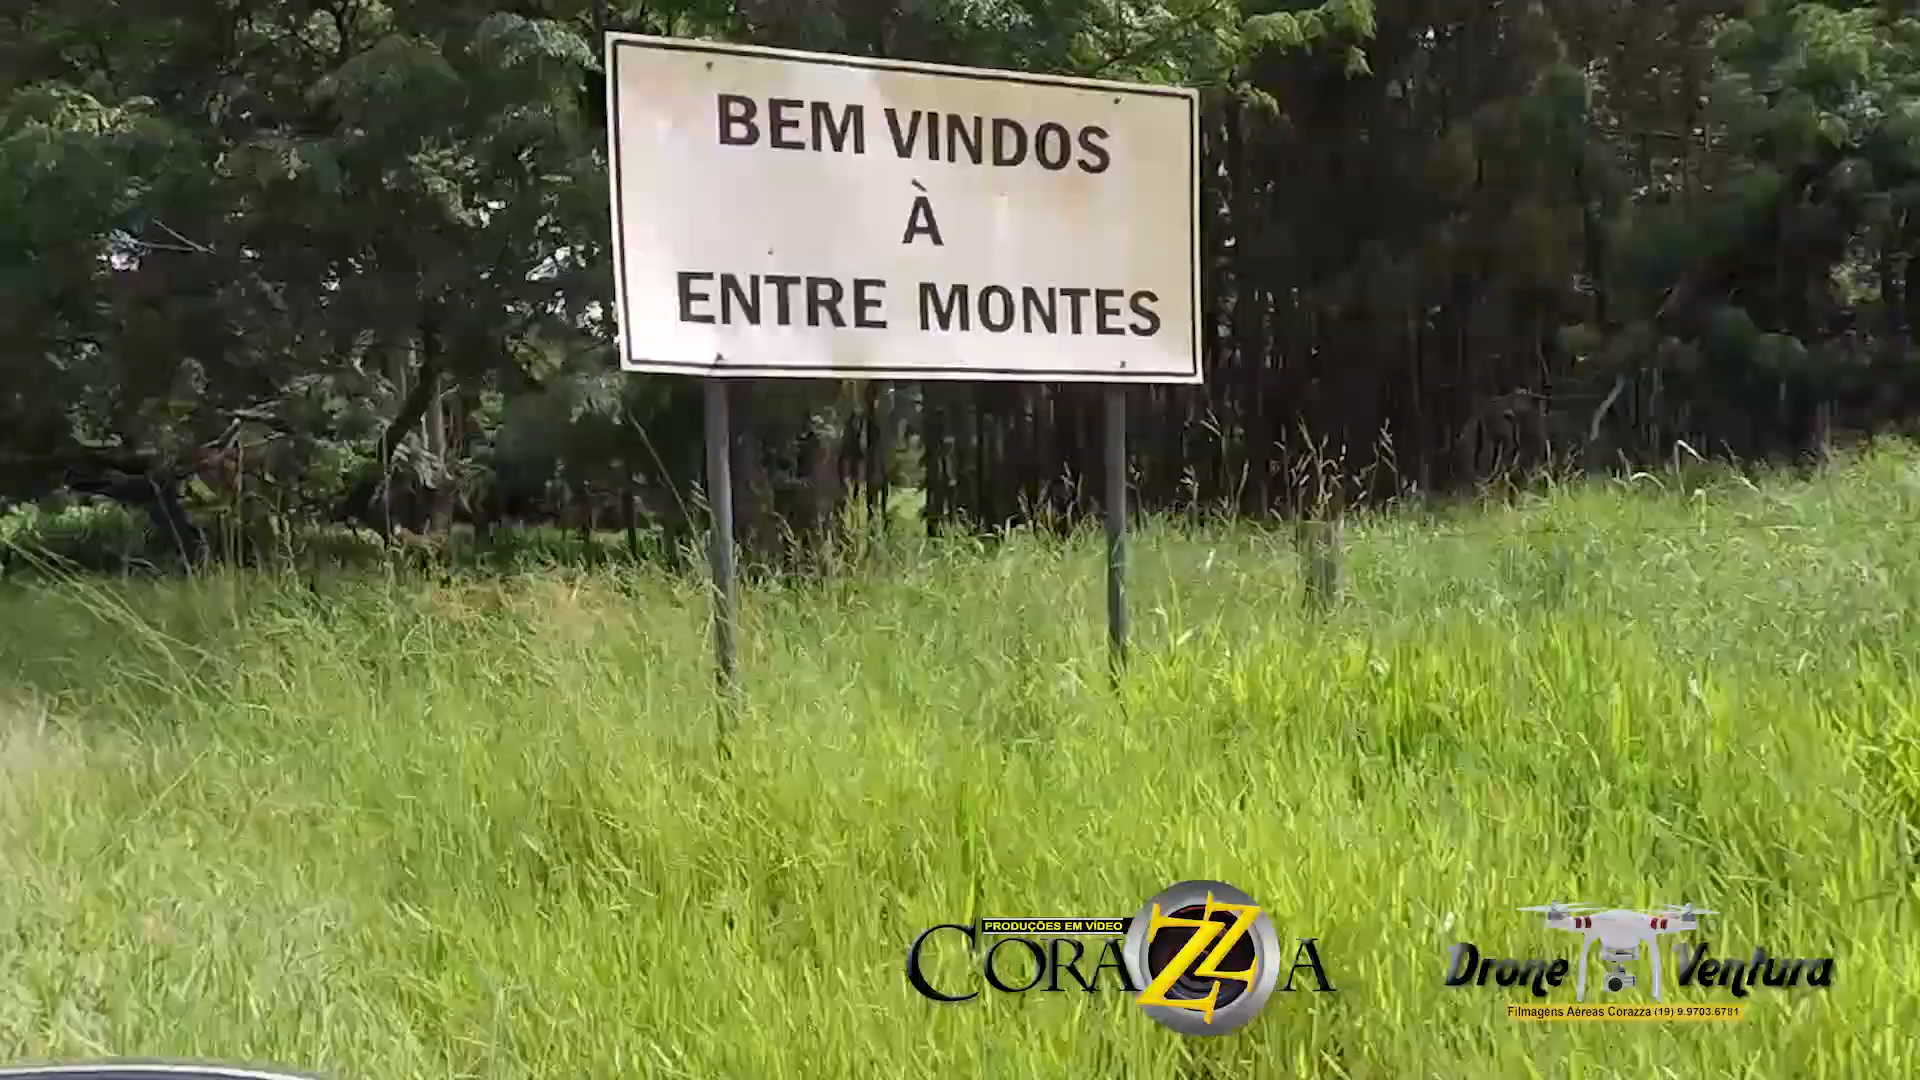 BEM VINDOS
À
ENTRE MONTES
PRODUÇÕES EM VÍDEO
CORAZZA
Drone Ventura
Filmagens Aéreas Corazza (19) 9.9703.6781